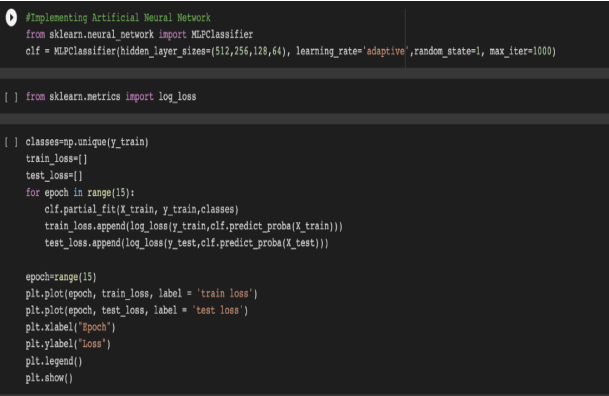 #Implementing Artificial Neural Network
from sklearn.neural_network import MLPClassifier
clf = MLPClassifier(hidden_layer_sizes=(512,256,128,64), learning_rate='adaptive',random_state=1, max_iter=1000)
[ ] from sklearn.metrics import log_loss
[ ] classes=np.unique(y_train)
train_loss=[]
test_loss=[]
for epoch in range(15):
    clf.partial_fit(X_train, y_train,classes)
    train_loss.append(log_loss(y_train,clf.predict_proba(X_train)))
    test_loss.append(log_loss(y_test,clf.predict_proba(X_test)))
epoch=range(15)
plt.plot(epoch, train_loss, label = 'train loss')
plt.plot(epoch, test_loss, label = 'test loss')
plt.xlabel("Epoch")
plt.ylabel("Loss")
plt.legend()
plt.show()